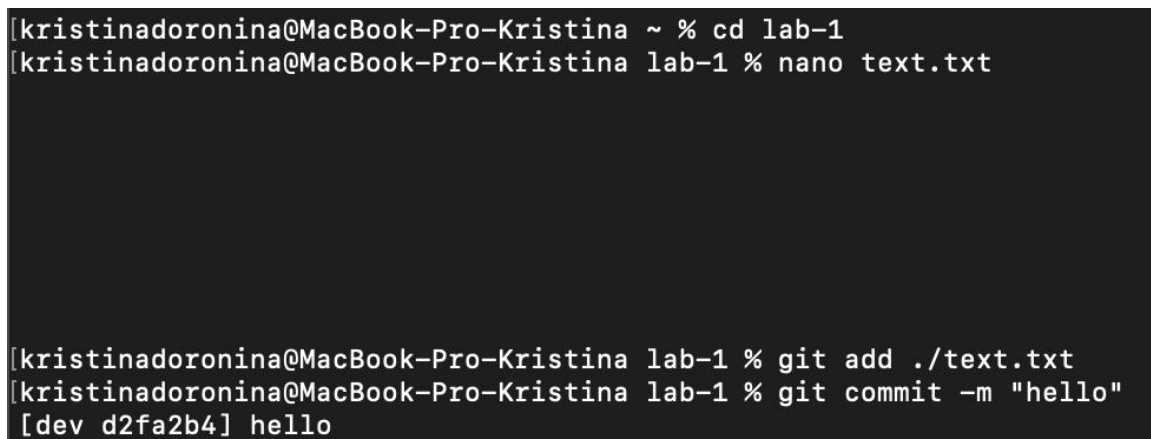 [kristinadoronina@MacBook-Pro-Kristina ~ % cd lab-1
[kristinadoronina@MacBook-Pro-Kristina lab-1 % nano text.txt
[kristinadoronina@MacBook-Pro-Kristina lab-1 % git add ./text.txt
[kristinadoronina@MacBook-Pro-Kristina lab-1 % git commit -m "hello"
[dev d2fa2b4] hello